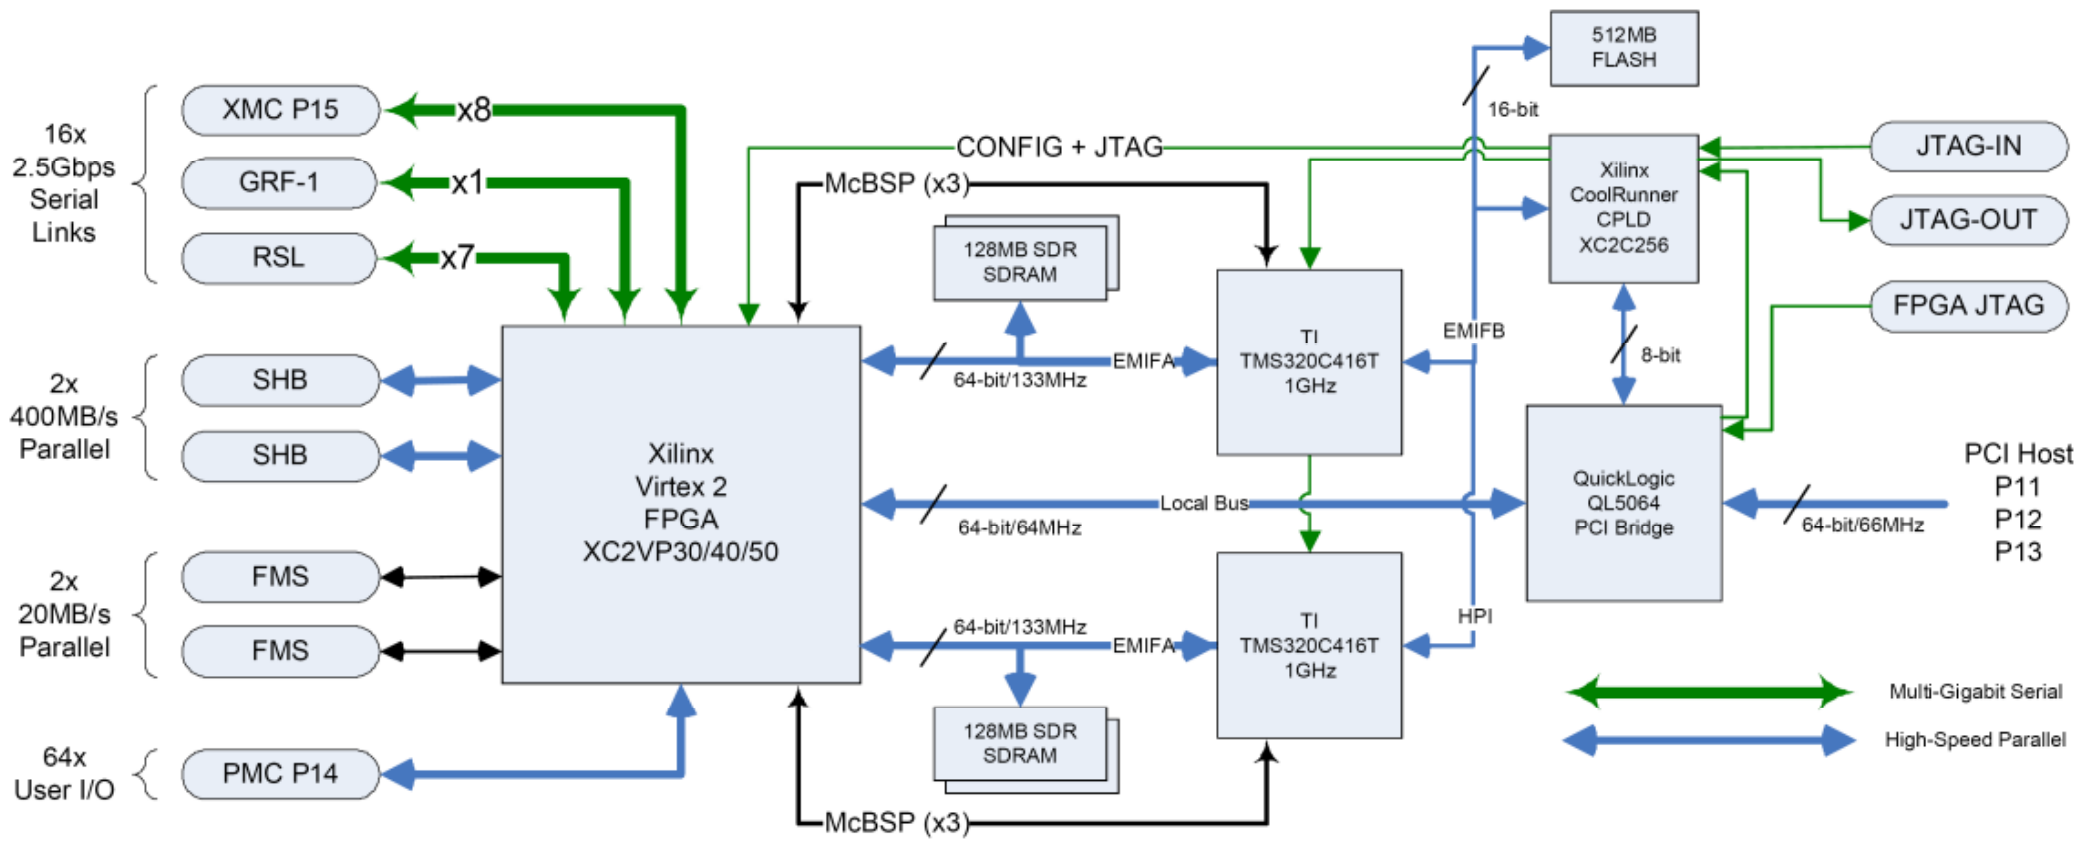 16x
2.5Gbps
Serial
Links
XMC P15
x8
GRF-1
x1
RSL
x7
2x
400MB/s
Parallel
SHB
SHB
2x
20MB/s
Parallel
FMS
FMS
64x
User I/O
PMC P14
Xilinx
Virtex 2
FPGA
XC2VP30/40/50
CONFIG + JTAG
McBSP (x3)
128MB SDR
SDRAM
64-bit/133MHz
EMIFA
TI
TMS320C416T
1GHz
Local Bus
64-bit/64MHz
64-bit/133MHz
EMIFA
TI
TMS320C416T
1GHz
128MB SDR
SDRAM
McBSP (x3)
512MB
FLASH
16-bit
Xilinx
CoolRunner
CPLD
XC2C256
EMIFB
8-bit
HPI
QuickLogic
QL5064
PCI Bridge
JTAG-IN
JTAG-OUT
FPGA JTAG
64-bit/66MHz
PCI Host
P11
P12
P13
Multi-Gigabit Serial
High-Speed Parallel